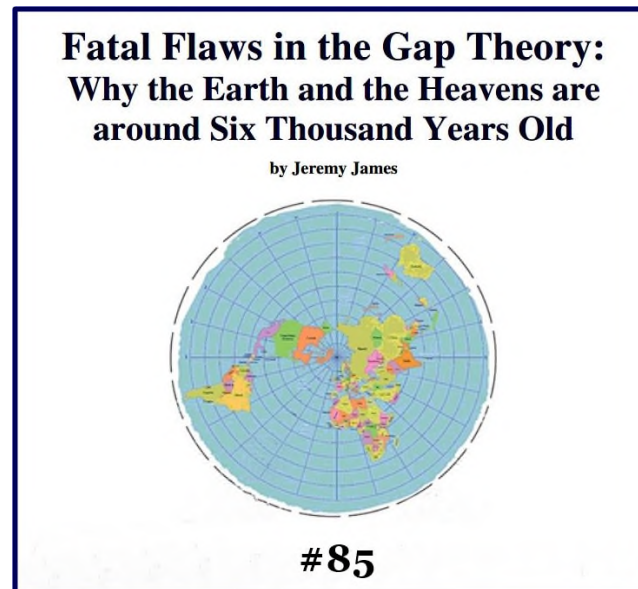 Fatal Flaws in the Gap Theory:
Why the Earth and the Heavens are
around Six Thousand Years Old
by Jeremy James
#85